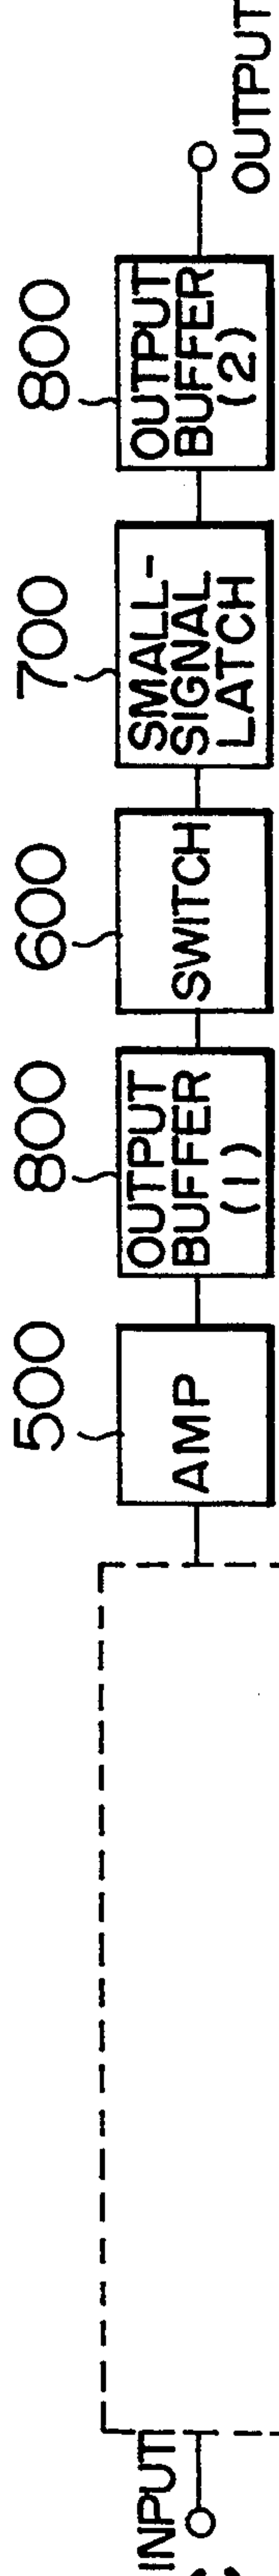 INPUT
500
AMP
800
OUTPUT
BUFFER
(1)
600
SWITCH
700
SMALL-
SIGNAL
LATCH
800
OUTPUT
BUFFER
(2)
OUTPUT